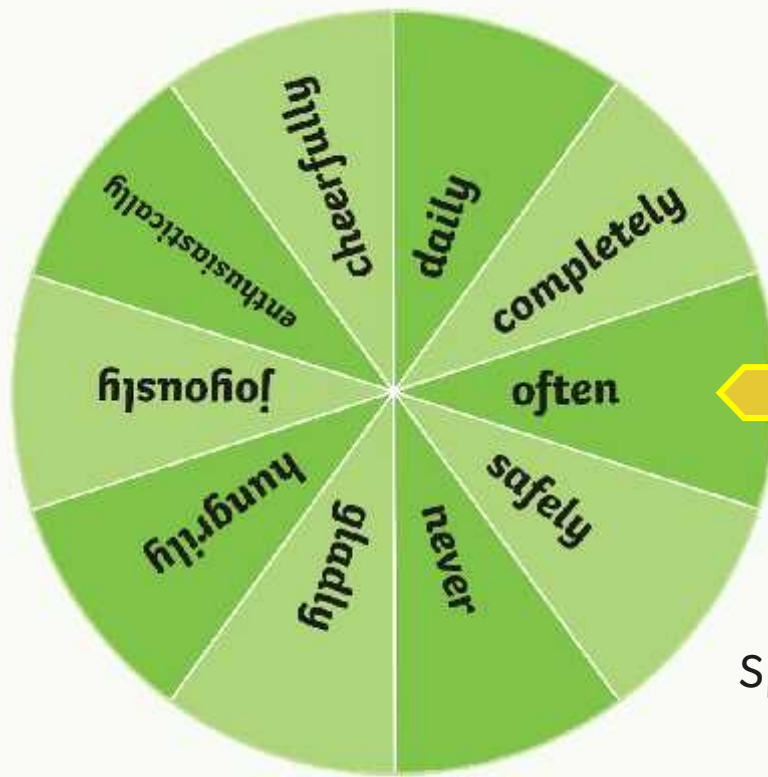 cheerfully
daily
completely
often
safely
never
gladly
hungrily
joyously
enthusiastically